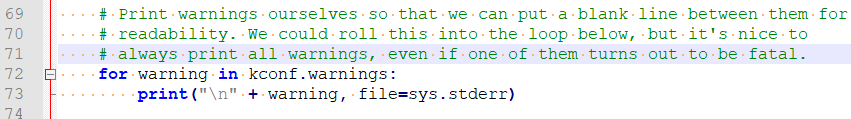 69 # Print warnings ourselves so that we can put a blank line between them for
70 # readability. We could roll this into the loop below, but it's nice to
71 # always print all warnings, even if one of them turns out to be fatal.
72 for warning in kconf.warnings:
73 print("\n" + warning, file=sys.stderr)
74